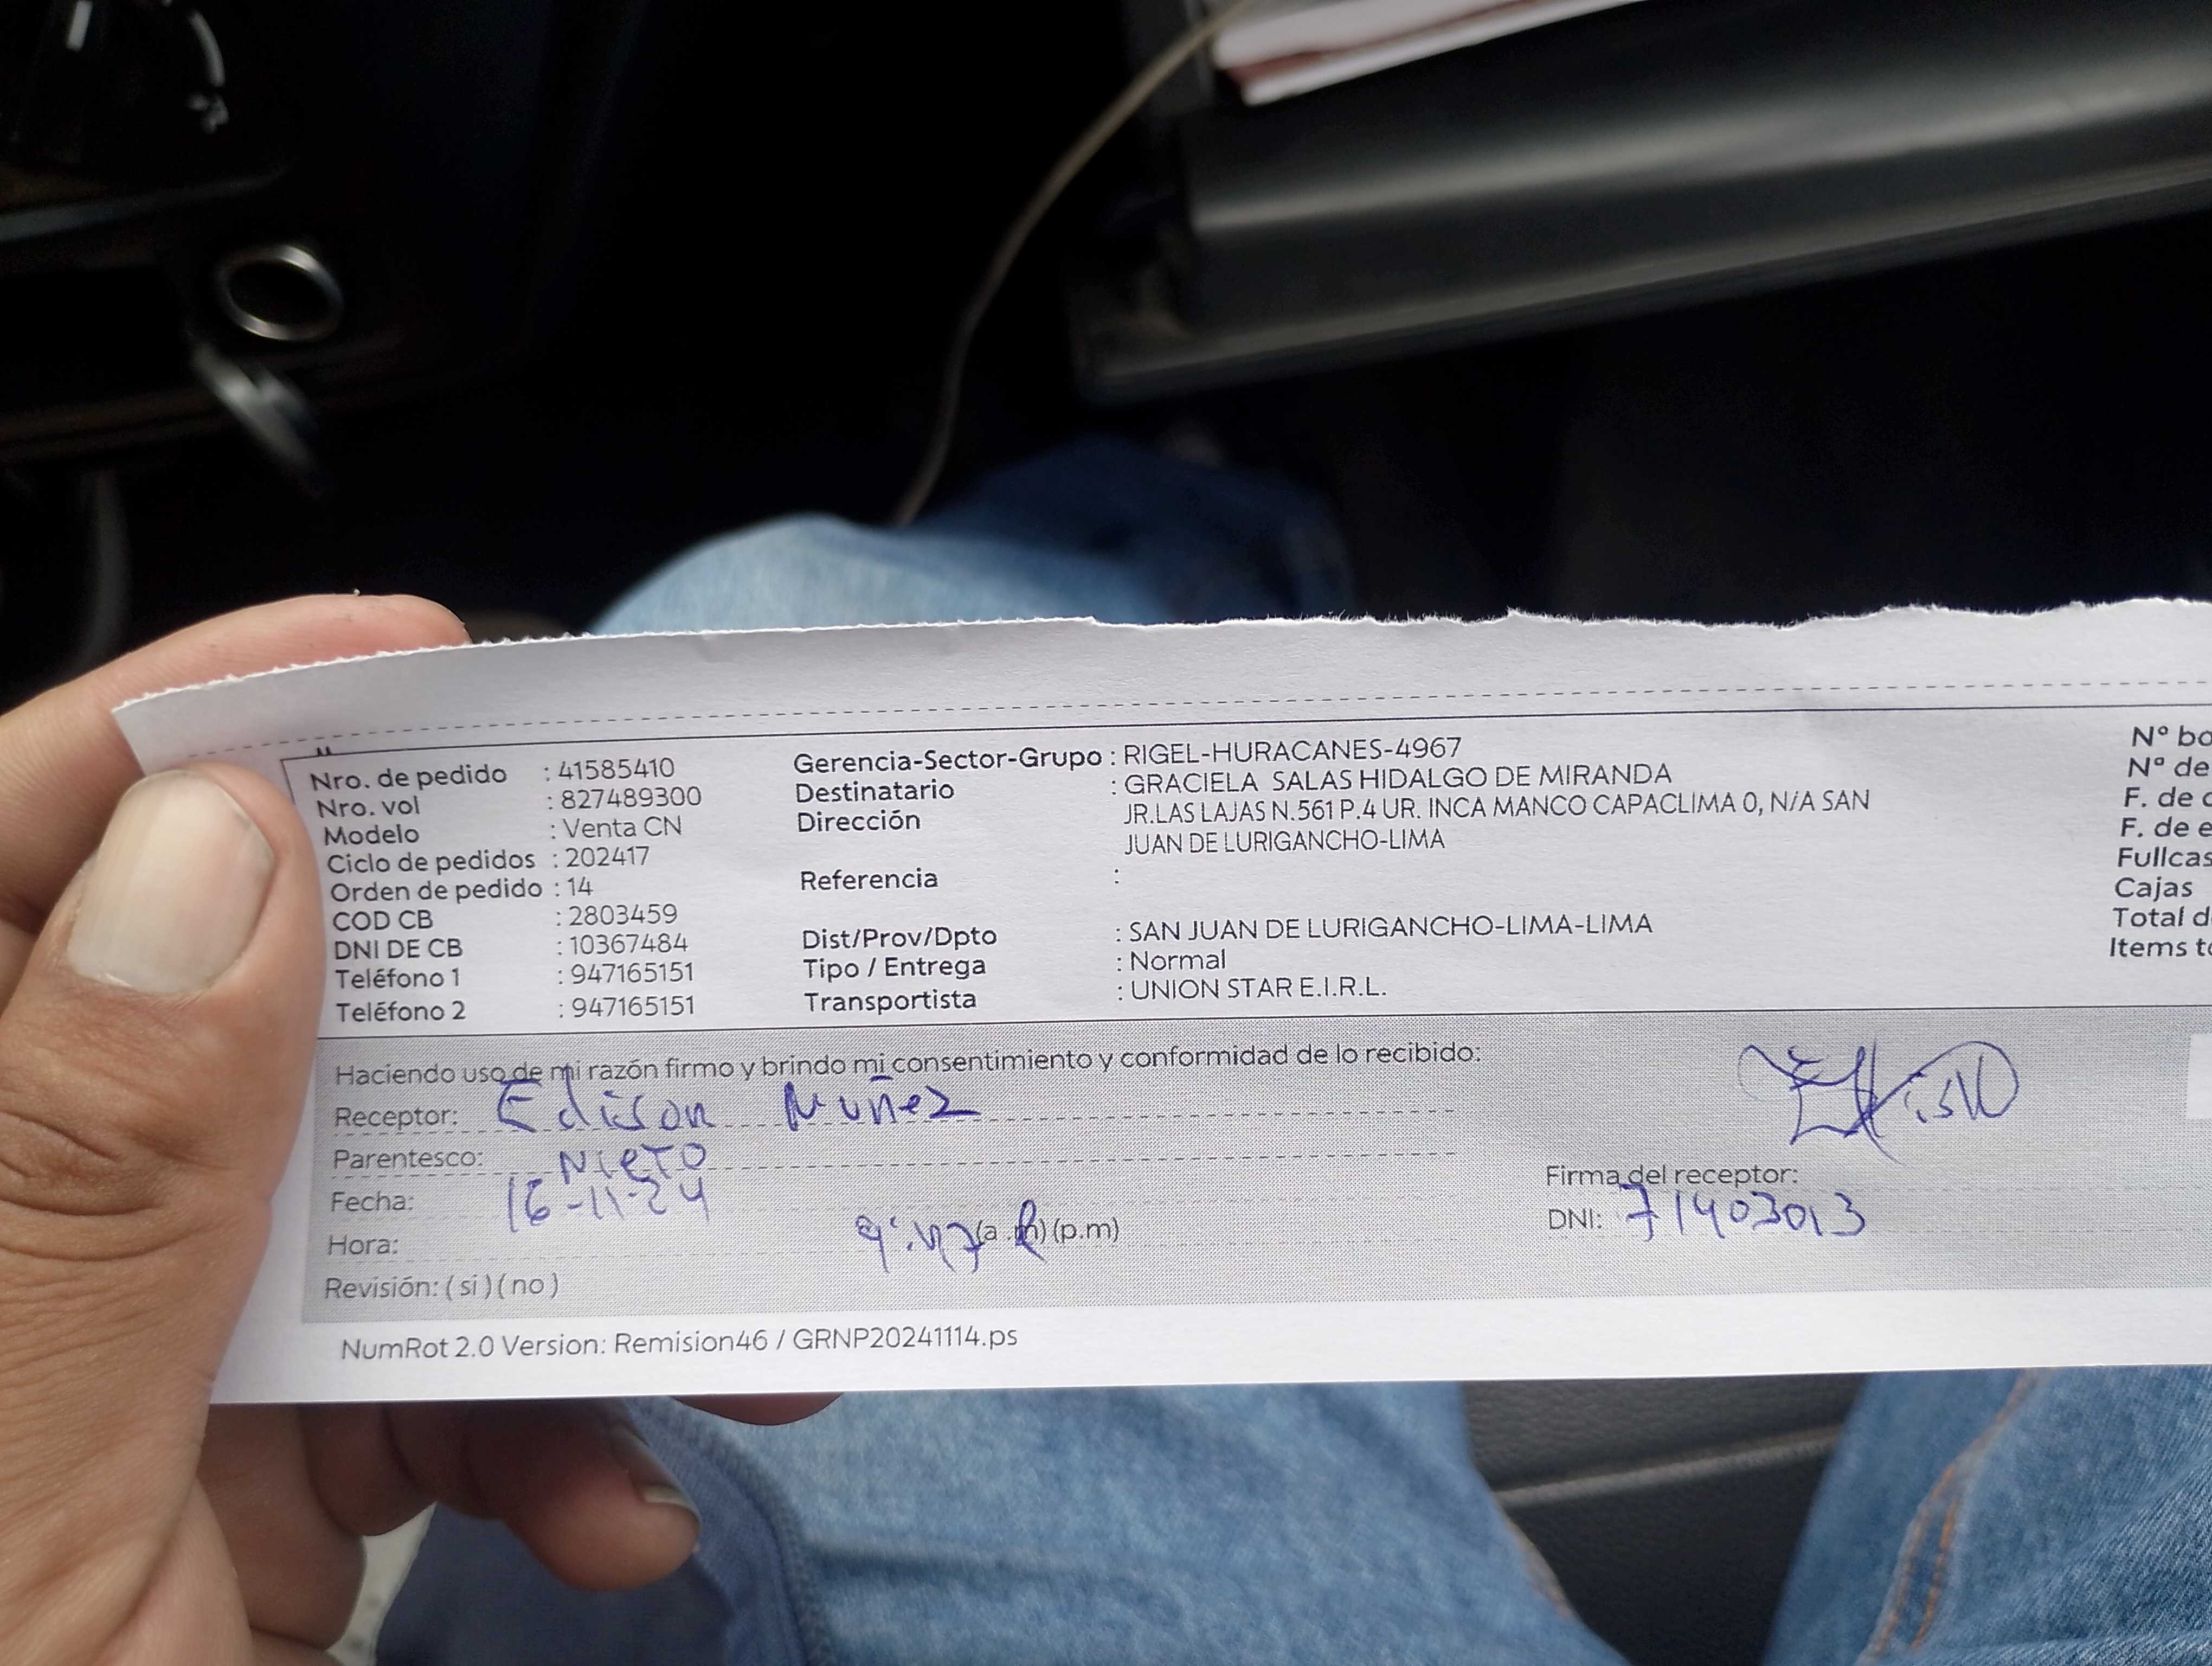 Nro. de pedido : 41585410
Nro. vol : 827489300
Modelo : Venta CN
Ciclo de pedidos : 202417
Orden de pedido : 14
COD CB : 2803459
DNI DE CB : 10367484
Teléfono 1 : 947165151
Teléfono 2 : 947165151
Gerencia-Sector-Grupo : RIGEL-HURACANES-4967
Destinatario : GRACIELA SALAS HIDALGO DE MIRANDA
Dirección JR.LAS LAJAS N.561 P.4 UR. INCA MANCO CAPACLIMA 0, N/A SAN
JUAN DE LURIGANCHO-LIMA
Referencia :
Dist/Prov/Dpto : SAN JUAN DE LURIGANCHO-LIMA-LIMA
Tipo / Entrega : Normal
Transportista : UNION STAR E.I.R.L.
N° bo
N° de
F. de
F. de e
Fullcas
Cajas
Total d
Items to
Haciendo uso de mi razón firmo y brindo mi consentimiento y conformidad de lo recibido:
Receptor: Edison Nuñez
Parentesco: Nieto
Fecha: 16-11-24
Hora: 9:47 (a.m) (p.m)
Revisión: ( si ) ( no )
Firma del receptor:
DNI: 71403013
NumRot 2.0 Version: Remision46 / GRNP20241114.ps